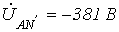 U̇_AN′ = −381 B